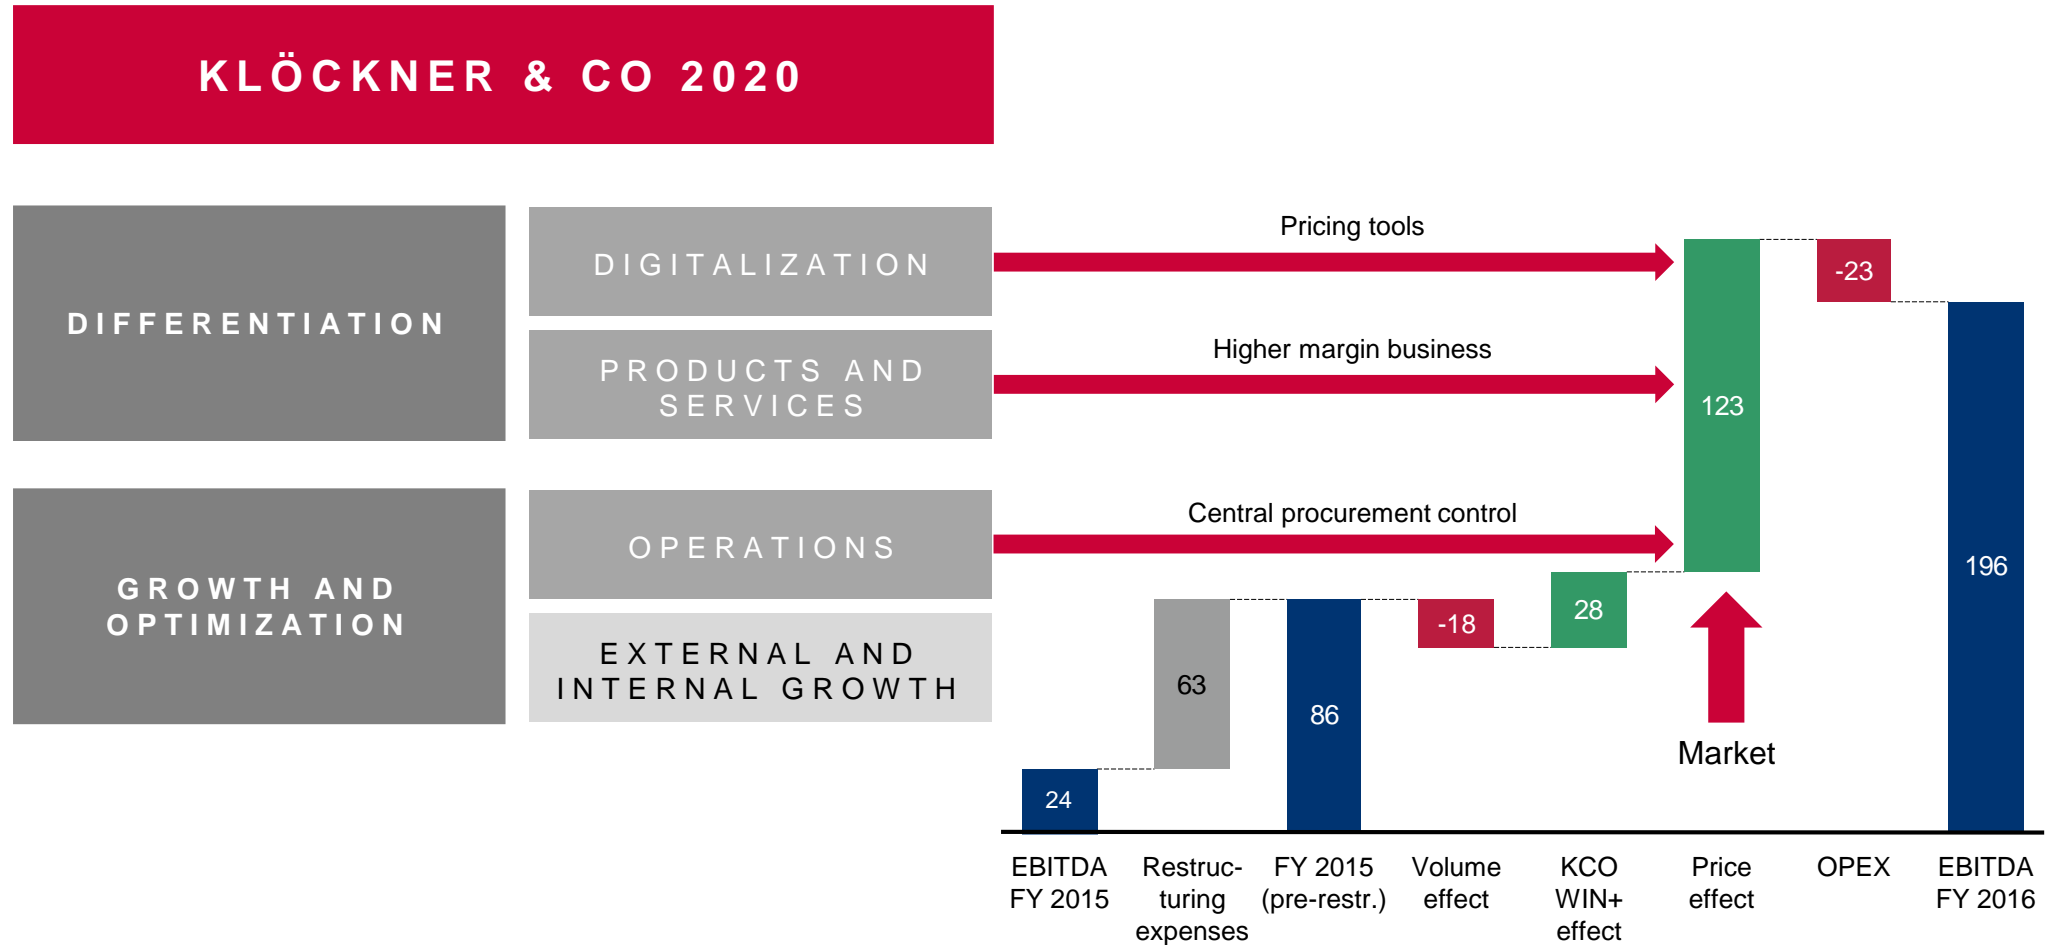 KLÖCKNER & CO 2020
DIFFERENTIATION
DIGITALIZATION
PRODUCTS AND
SERVICES
GROWTH AND
OPTIMIZATION
OPERATIONS
EXTERNAL AND
INTERNAL GROWTH
Pricing tools
Higher margin business
Central procurement control
24
63
86
-18
28
123
-23
196
Market
EBITDA
FY 2015
Restruc-
turing
expenses
FY 2015
(pre-restr.)
Volume
effect
KCO
WIN+
effect
Price
effect
OPEX
EBITDA
FY 2016